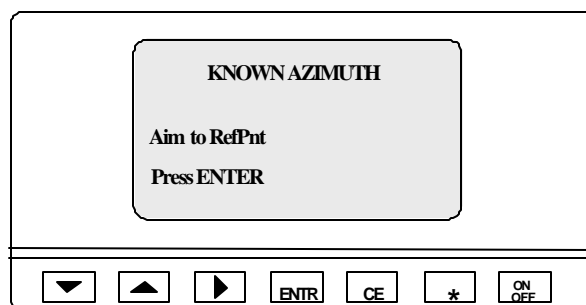 KNOWN AZIMUTH
Aim to RefPnt
Press ENTER
ENTR CE * ON
OFF